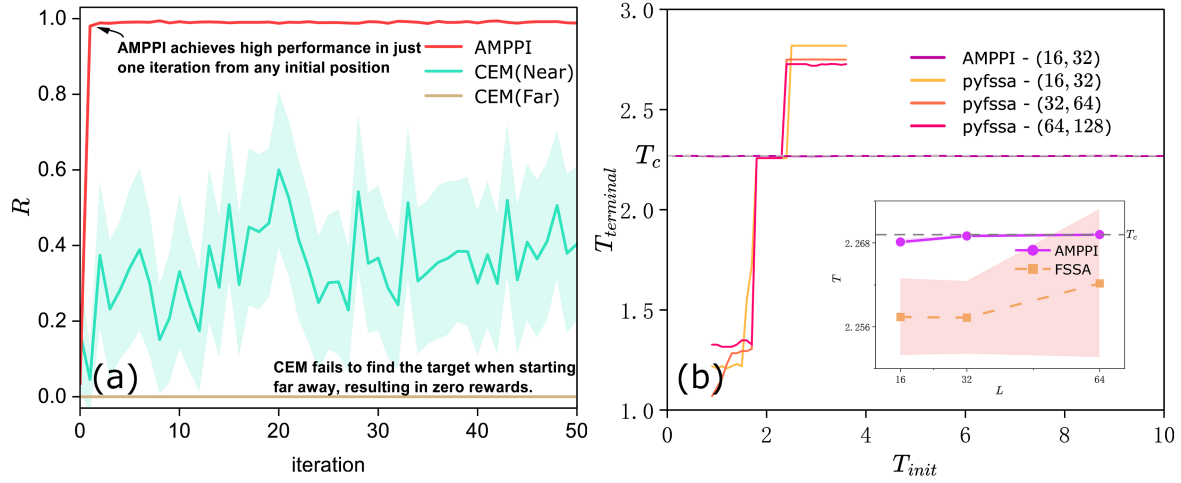 1.0
0.8
0.6
0.4
0.2
0.0
R
AMPPI achieves high performance in just
one iteration from any initial position
AMPPI
CEM(Near)
CEM(Far)
CEM fails to find the target when starting
far away, resulting in zero rewards.
(a)
0
10
20
30
40
50
iteration
3.0
2.5
T_c
2.0
1.5
1.0
T_terminal
AMPPI - (16, 32)
pyfssa - (16, 32)
pyfssa - (32, 64)
pyfssa - (64, 128)
2.268
2.256
T
T_c
AMPPI
FSSA
16
32
64
L
(b)
0
2
4
6
8
10
T_init